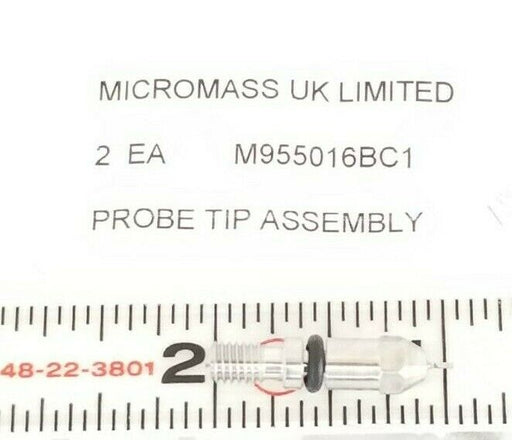 MICROMASS UK LIMITED
2 EA M955016BC1
PROBE TIP ASSEMBLY
48-22-3801 2